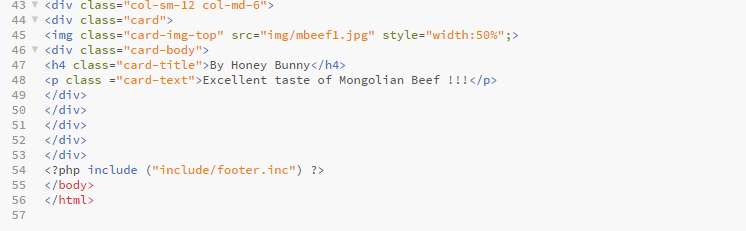 43 <div class="col-sm-12 col-md-6">
44 <div class="card">
45 <img class="card-img-top" src="img/mbeef1.jpg" style="width:50%";>
46 <div class="card-body">
47 <h4 class="card-title">By Honey Bunny</h4>
48 <p class ="card-text">Excellent taste of Mongolian Beef !!!</p>
49 </div>
50 </div>
51 </div>
52 </div>
53 </div>
54 <?php include ("include/footer.inc") ?>
55 </body>
56 </html>
57